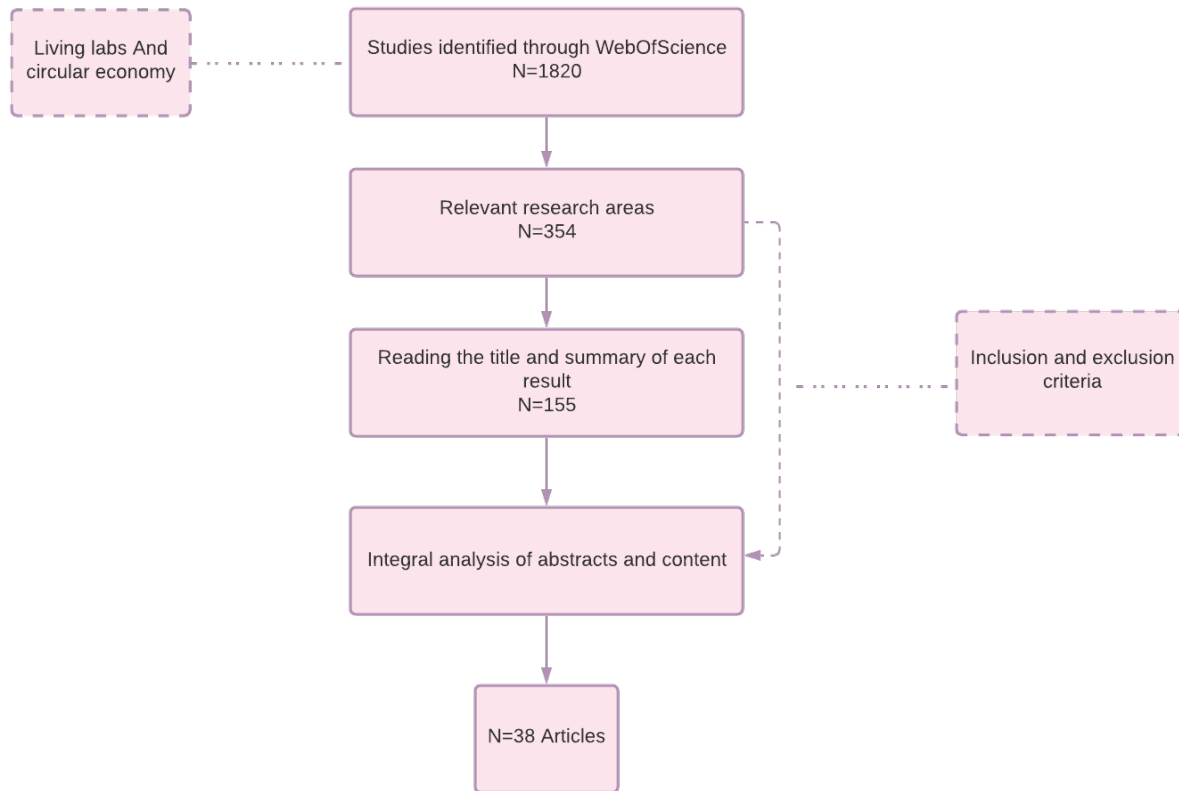 Living labs And
circular economy
Studies identified through WebOfScience
N=1820
Relevant research areas
N=354
Reading the title and summary of each
result
N=155
Inclusion and exclusion
criteria
Integral analysis of abstracts and content
N=38 Articles